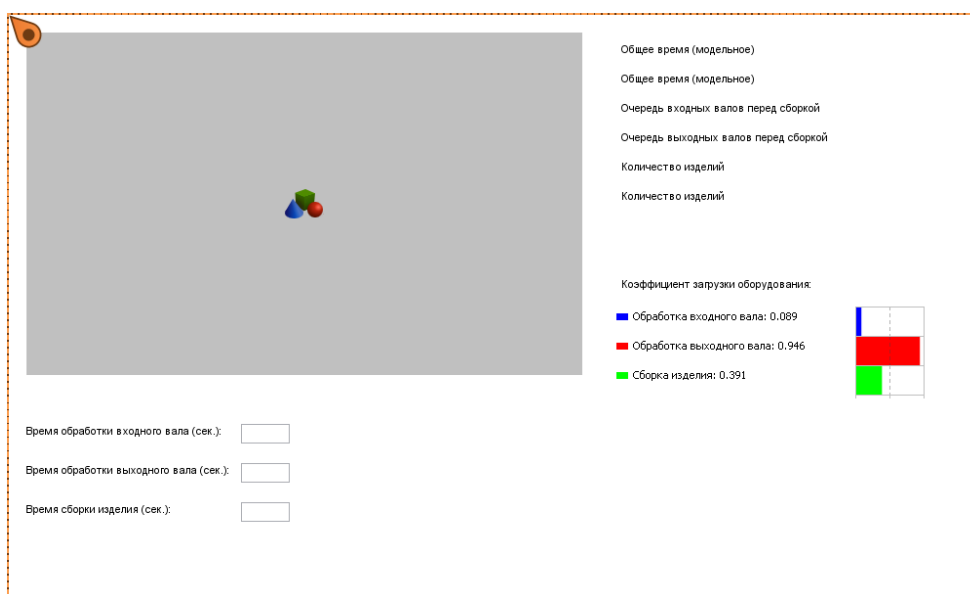 Общее время (модельное)
Общее время (модельное)
Очередь входных валов перед сборкой
Очередь выходных валов перед сборкой
Количество изделий
Количество изделий
Коэффициент загрузки оборудования:
Обработка входного вала: 0.089
Обработка выходного вала: 0.946
Сборка изделия: 0.391
Время обработки входного вала (сек.):
Время обработки выходного вала (сек.):
Время сборки изделия (сек.):